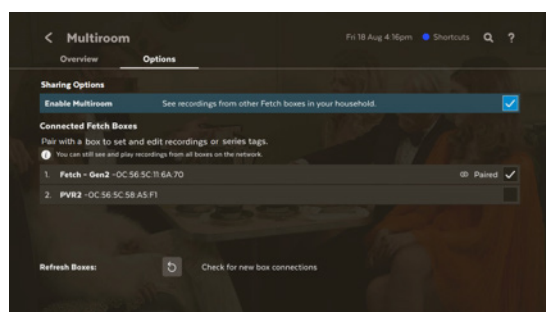 Multiroom Fri 18 Aug 4:16pm Shortcuts ?
Overview Options
Sharing Options
Enable Multiroom See recordings from other Fetch boxes in your household.
Connected Fetch Boxes
Pair with a box to set and edit recordings or series tags.
You can still see and play recordings from all boxes on the network.
1. Fetch - Gen2 -0C:56:5C:11:6A:70 Paired
2. PVR2 -0C:56:5C:58:A5:F1
Refresh Boxes: Check for new box connections